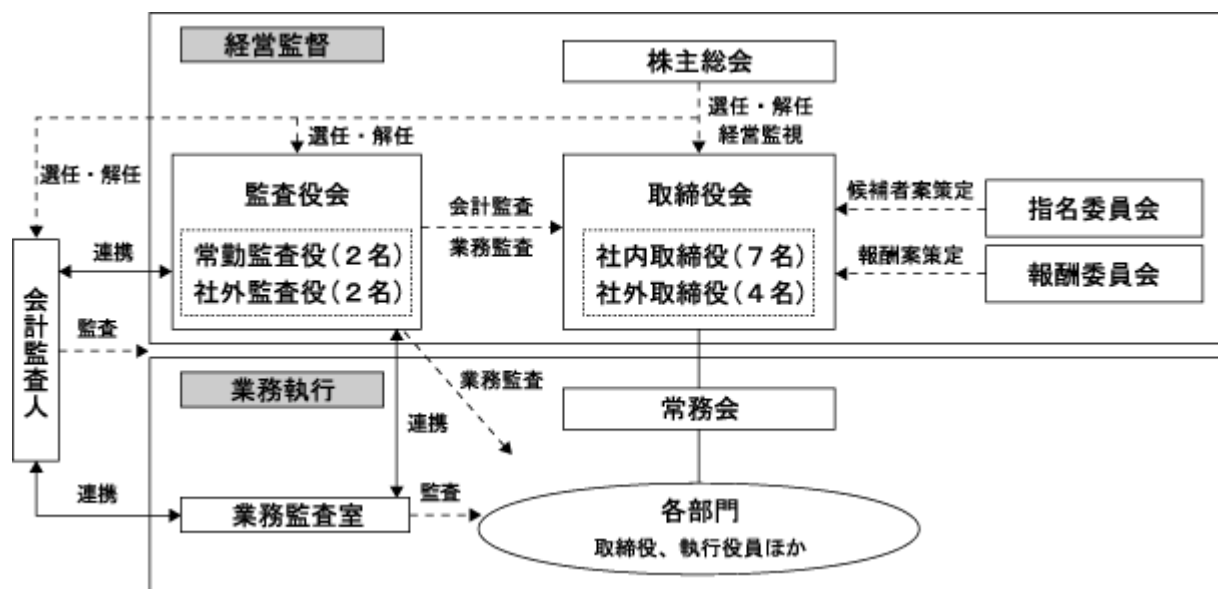 経営監督
株主総会
選任・解任
経営監視
選任・解任
選任・解任
監査役会
常勤監査役(2名)
社外監査役(2名)
会計監査
業務監査
取締役会
社内取締役(7名)
社外取締役(4名)
候補者案策定
指名委員会
報酬案策定
報酬委員会
連携
会計監査人
監査
業務執行
業務監査
連携
常務会
連携
業務監査室
監査
各部門
取締役、執行役員ほか